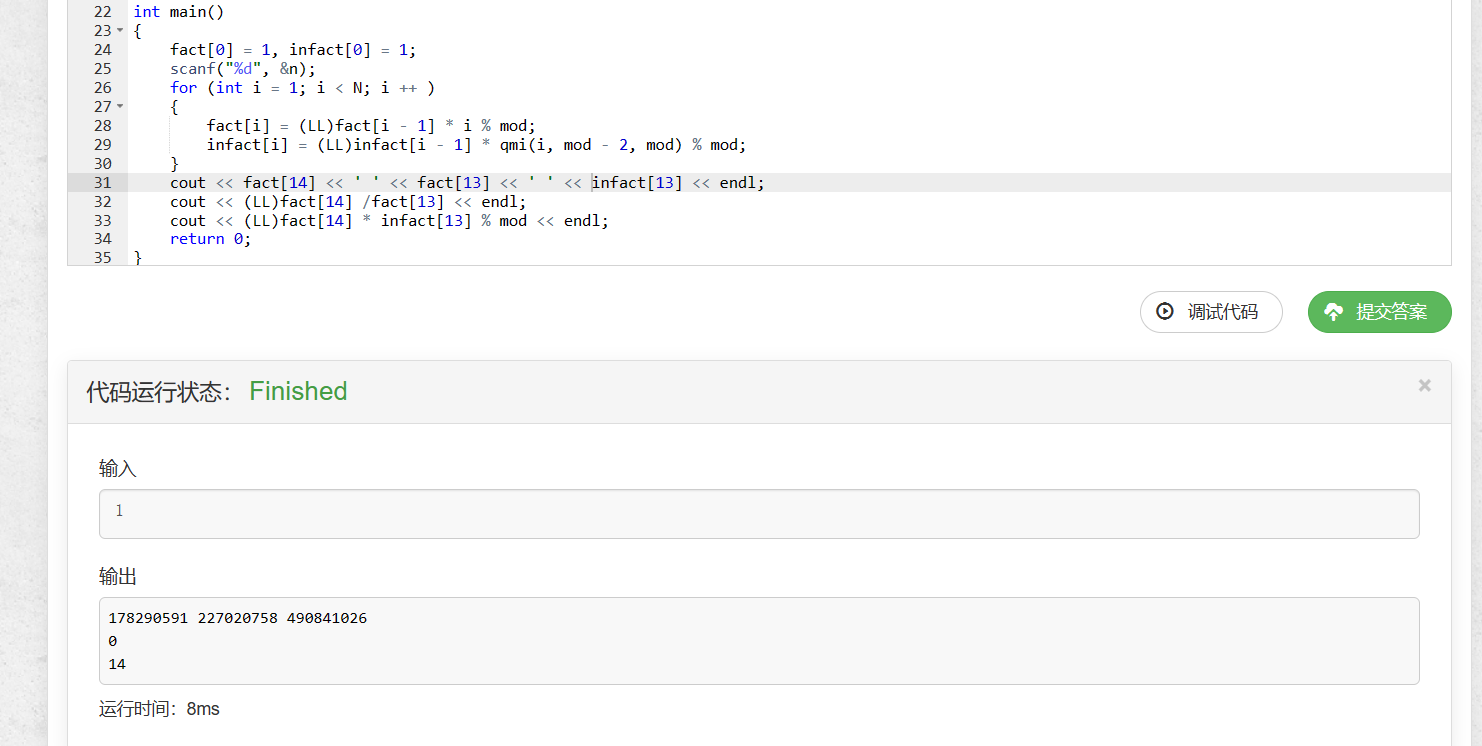 22 int main()
23 {
24     fact[0] = 1, infact[0] = 1;
25     scanf("%d", &n);
26     for (int i = 1; i < N; i ++ )
27     {
28         fact[i] = (LL)fact[i - 1] * i % mod;
29         infact[i] = (LL)infact[i - 1] * qmi(i, mod - 2, mod) % mod;
30     }
31     cout << fact[14] << ' ' << fact[13] << ' ' << infact[13] << endl;
32     cout << (LL)fact[14] /fact[13] << endl;
33     cout << (LL)fact[14] * infact[13] % mod << endl;
34     return 0;
35 }
调试代码 提交答案
代码运行状态： Finished ×
输入
1
输出
178290591 227020758 490841026
0
14
运行时间：8ms